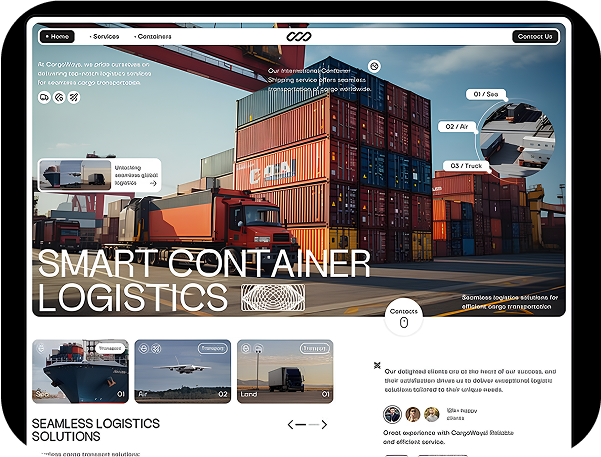 Home
Services
Containers
Contact Us
At CargoWays, we pride ourselves on
delivering top-notch logistics services
for seamless cargo transportation.
Our International Container
Shipping service offers seamless
transportation of cargo worldwide.
01 / Sea
02 / Air
03 / Truck
Unlocking
seamless global
logistics
SMART CONTAINER
LOGISTICS
Seamless logistics solutions for
efficient cargo transportation
Contacts
Transport
Sea
01
Transport
Air
02
Transport
Land
01
Our delighted clients are at the heart of our success, and
their satisfaction drives us to deliver exceptional logistic
solutions tailored to their unique needs.
happy
clients
SEAMLESS LOGISTICS
SOLUTIONS
Great experience with CargoWays! Reliable
and efficient service.
cargo transport solutions: